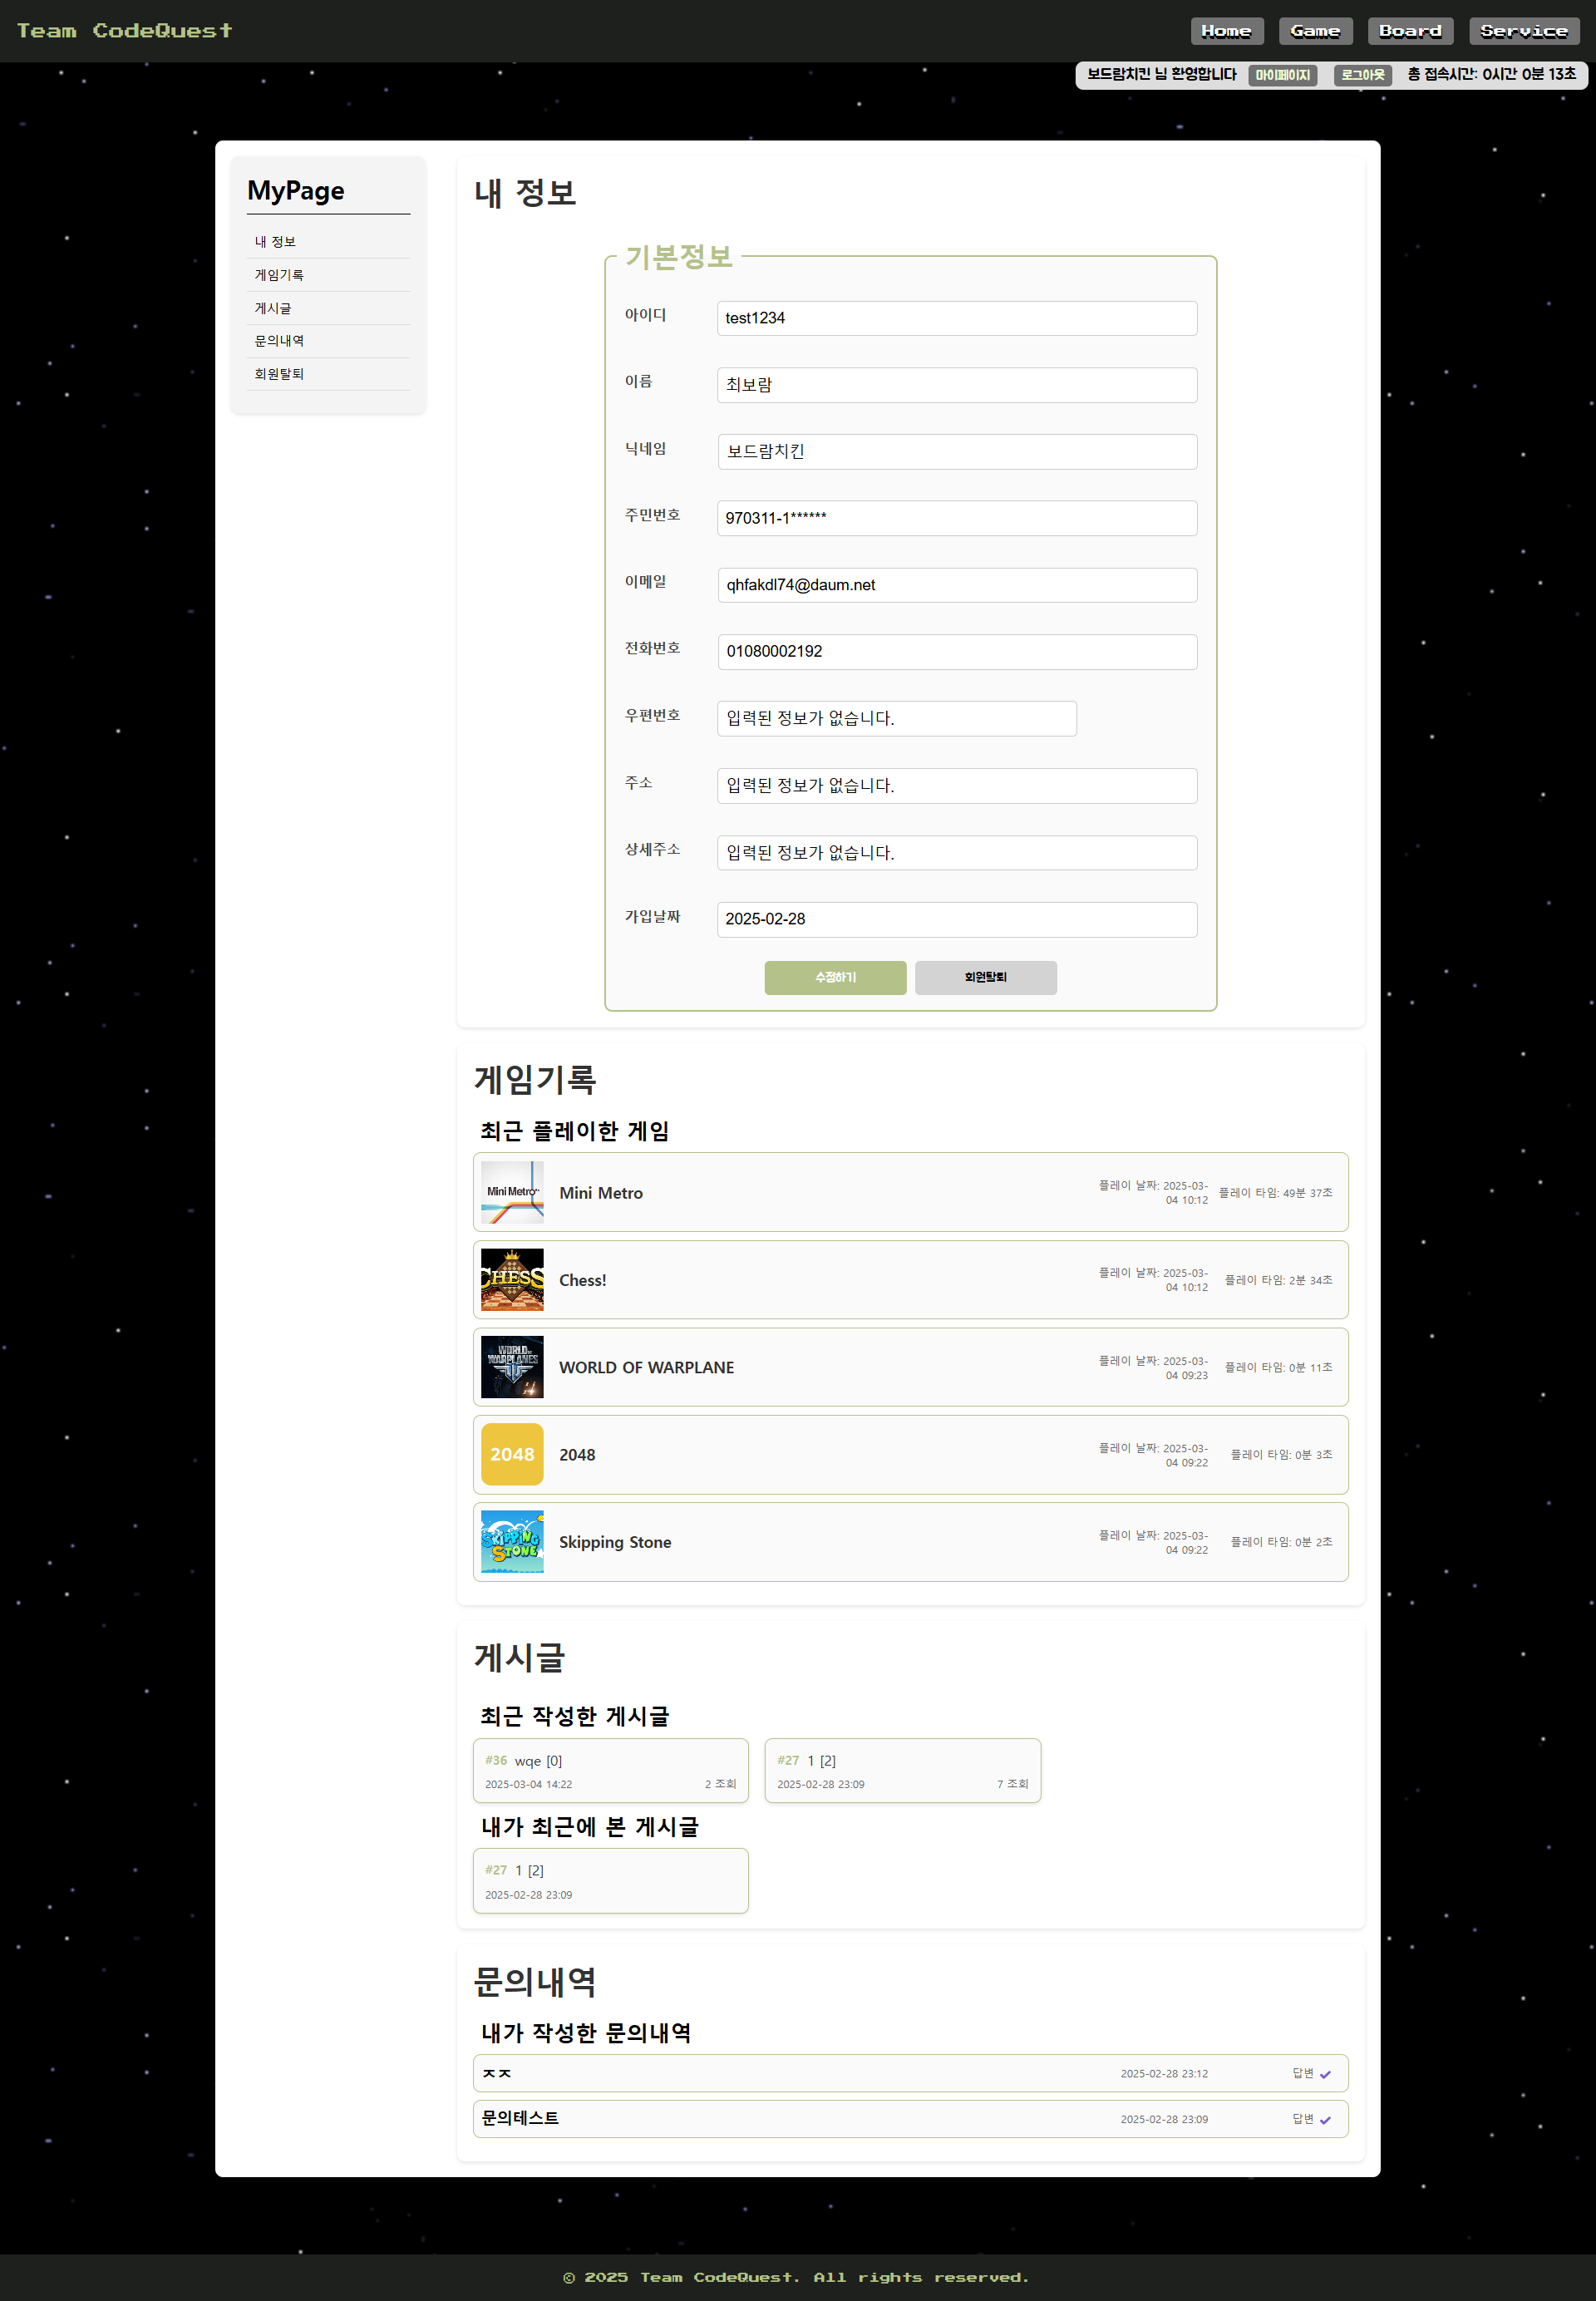 Team CodeQuest
Home Game Board Service
보드람치킨 님 환영합니다 마이페이지 로그아웃 총 접속시간: 0시간 0분 13초
MyPage
내 정보
게임기록
게시글
문의내역
회원탈퇴
내 정보
기본정보
아이디 test1234
이름 최보람
닉네임 보드람치킨
주민번호 970311-1******
이메일 qhfakdl74@daum.net
전화번호 01080002192
우편번호 입력된 정보가 없습니다.
주소 입력된 정보가 없습니다.
상세주소 입력된 정보가 없습니다.
가입날짜 2025-02-28
수정하기 회원탈퇴
게임기록
최근 플레이한 게임
Mini Metro
Mini Metro
플레이 날짜: 2025-03-
04 10:12
플레이 타임: 49분 37초
CHESS
Chess!
플레이 날짜: 2025-03-
04 10:12
플레이 타임: 2분 34초
WORLD OF
WARPLANES
WORLD OF WARPLANE
플레이 날짜: 2025-03-
04 09:23
플레이 타임: 0분 11초
2048
2048
플레이 날짜: 2025-03-
04 09:22
플레이 타임: 0분 3초
SKIPPING
STONE
Skipping Stone
플레이 날짜: 2025-03-
04 09:22
플레이 타임: 0분 2초
게시글
최근 작성한 게시글
#36 wqe [0]
2025-03-04 14:22 2 조회
#27 1 [2]
2025-02-28 23:09 7 조회
내가 최근에 본 게시글
#27 1 [2]
2025-02-28 23:09
문의내역
내가 작성한 문의내역
ㅈㅈ 2025-02-28 23:12 답변 ✔
문의테스트 2025-02-28 23:09 답변 ✔
© 2025 Team CodeQuest. All rights reserved.